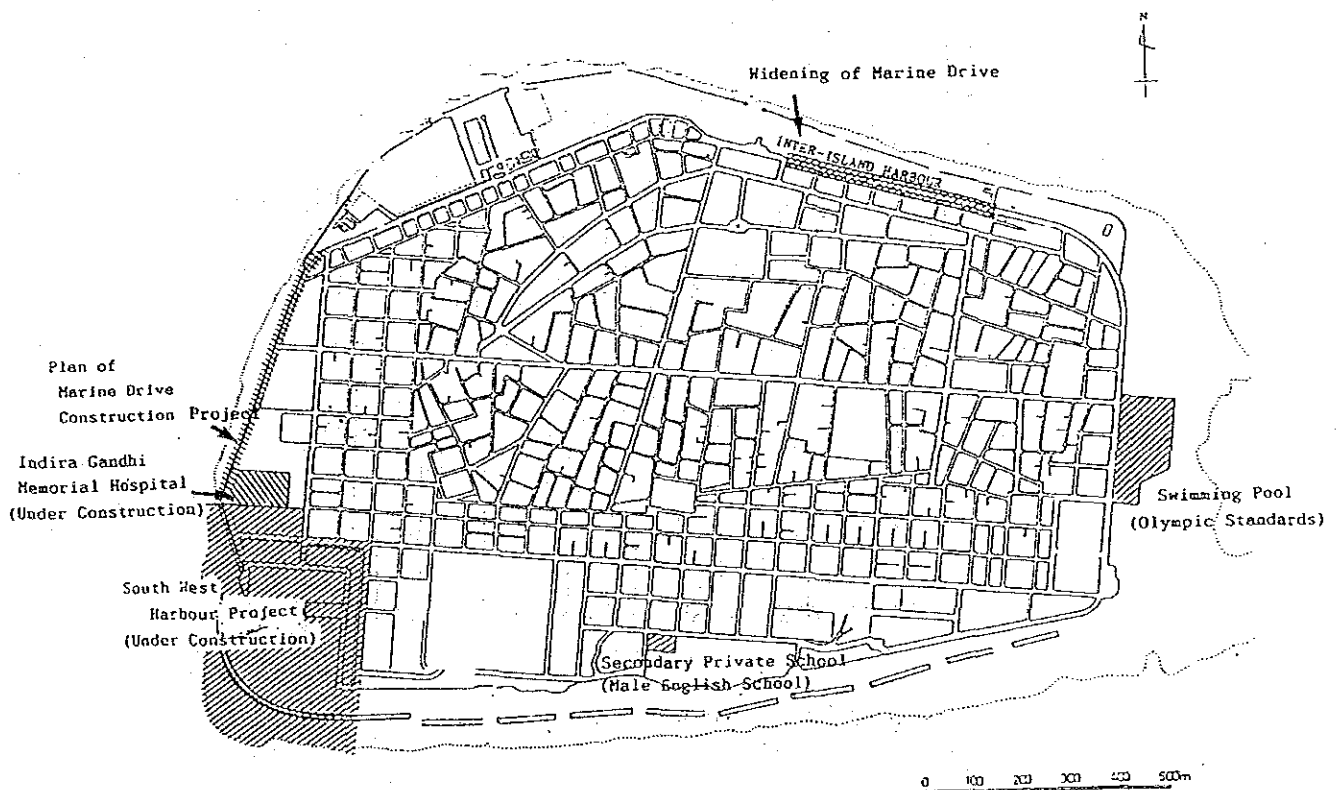 N
Widening of Marine Drive
INTER-ISLAND HARBOUR
Plan of
Marine Drive
Construction Project
Indira Gandhi
Memorial Hospital
(Under Construction)
Swimming Pool
(Olympic Standards)
South West
Harbour Project
(Under Construction)
Secondary Private School
(Male English School)
0 100 200 300 400 500m